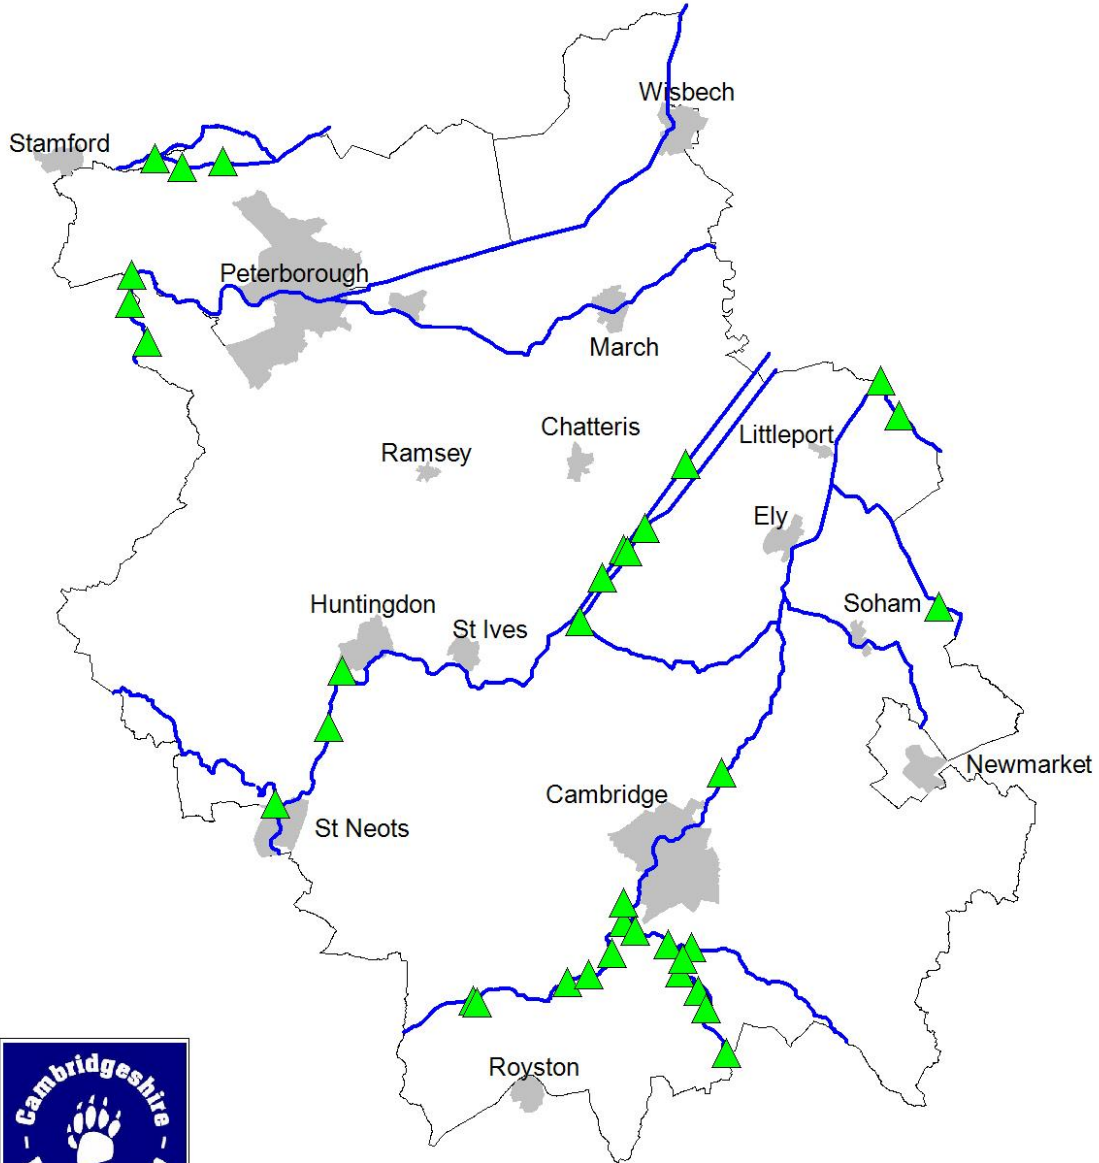 Wisbech
Stamford
Peterborough
March
Chatteris
Littleport
Ramsey
Ely
Huntingdon
Soham
St Ives
Newmarket
Cambridge
St Neots
Royston
Cambridgeshire